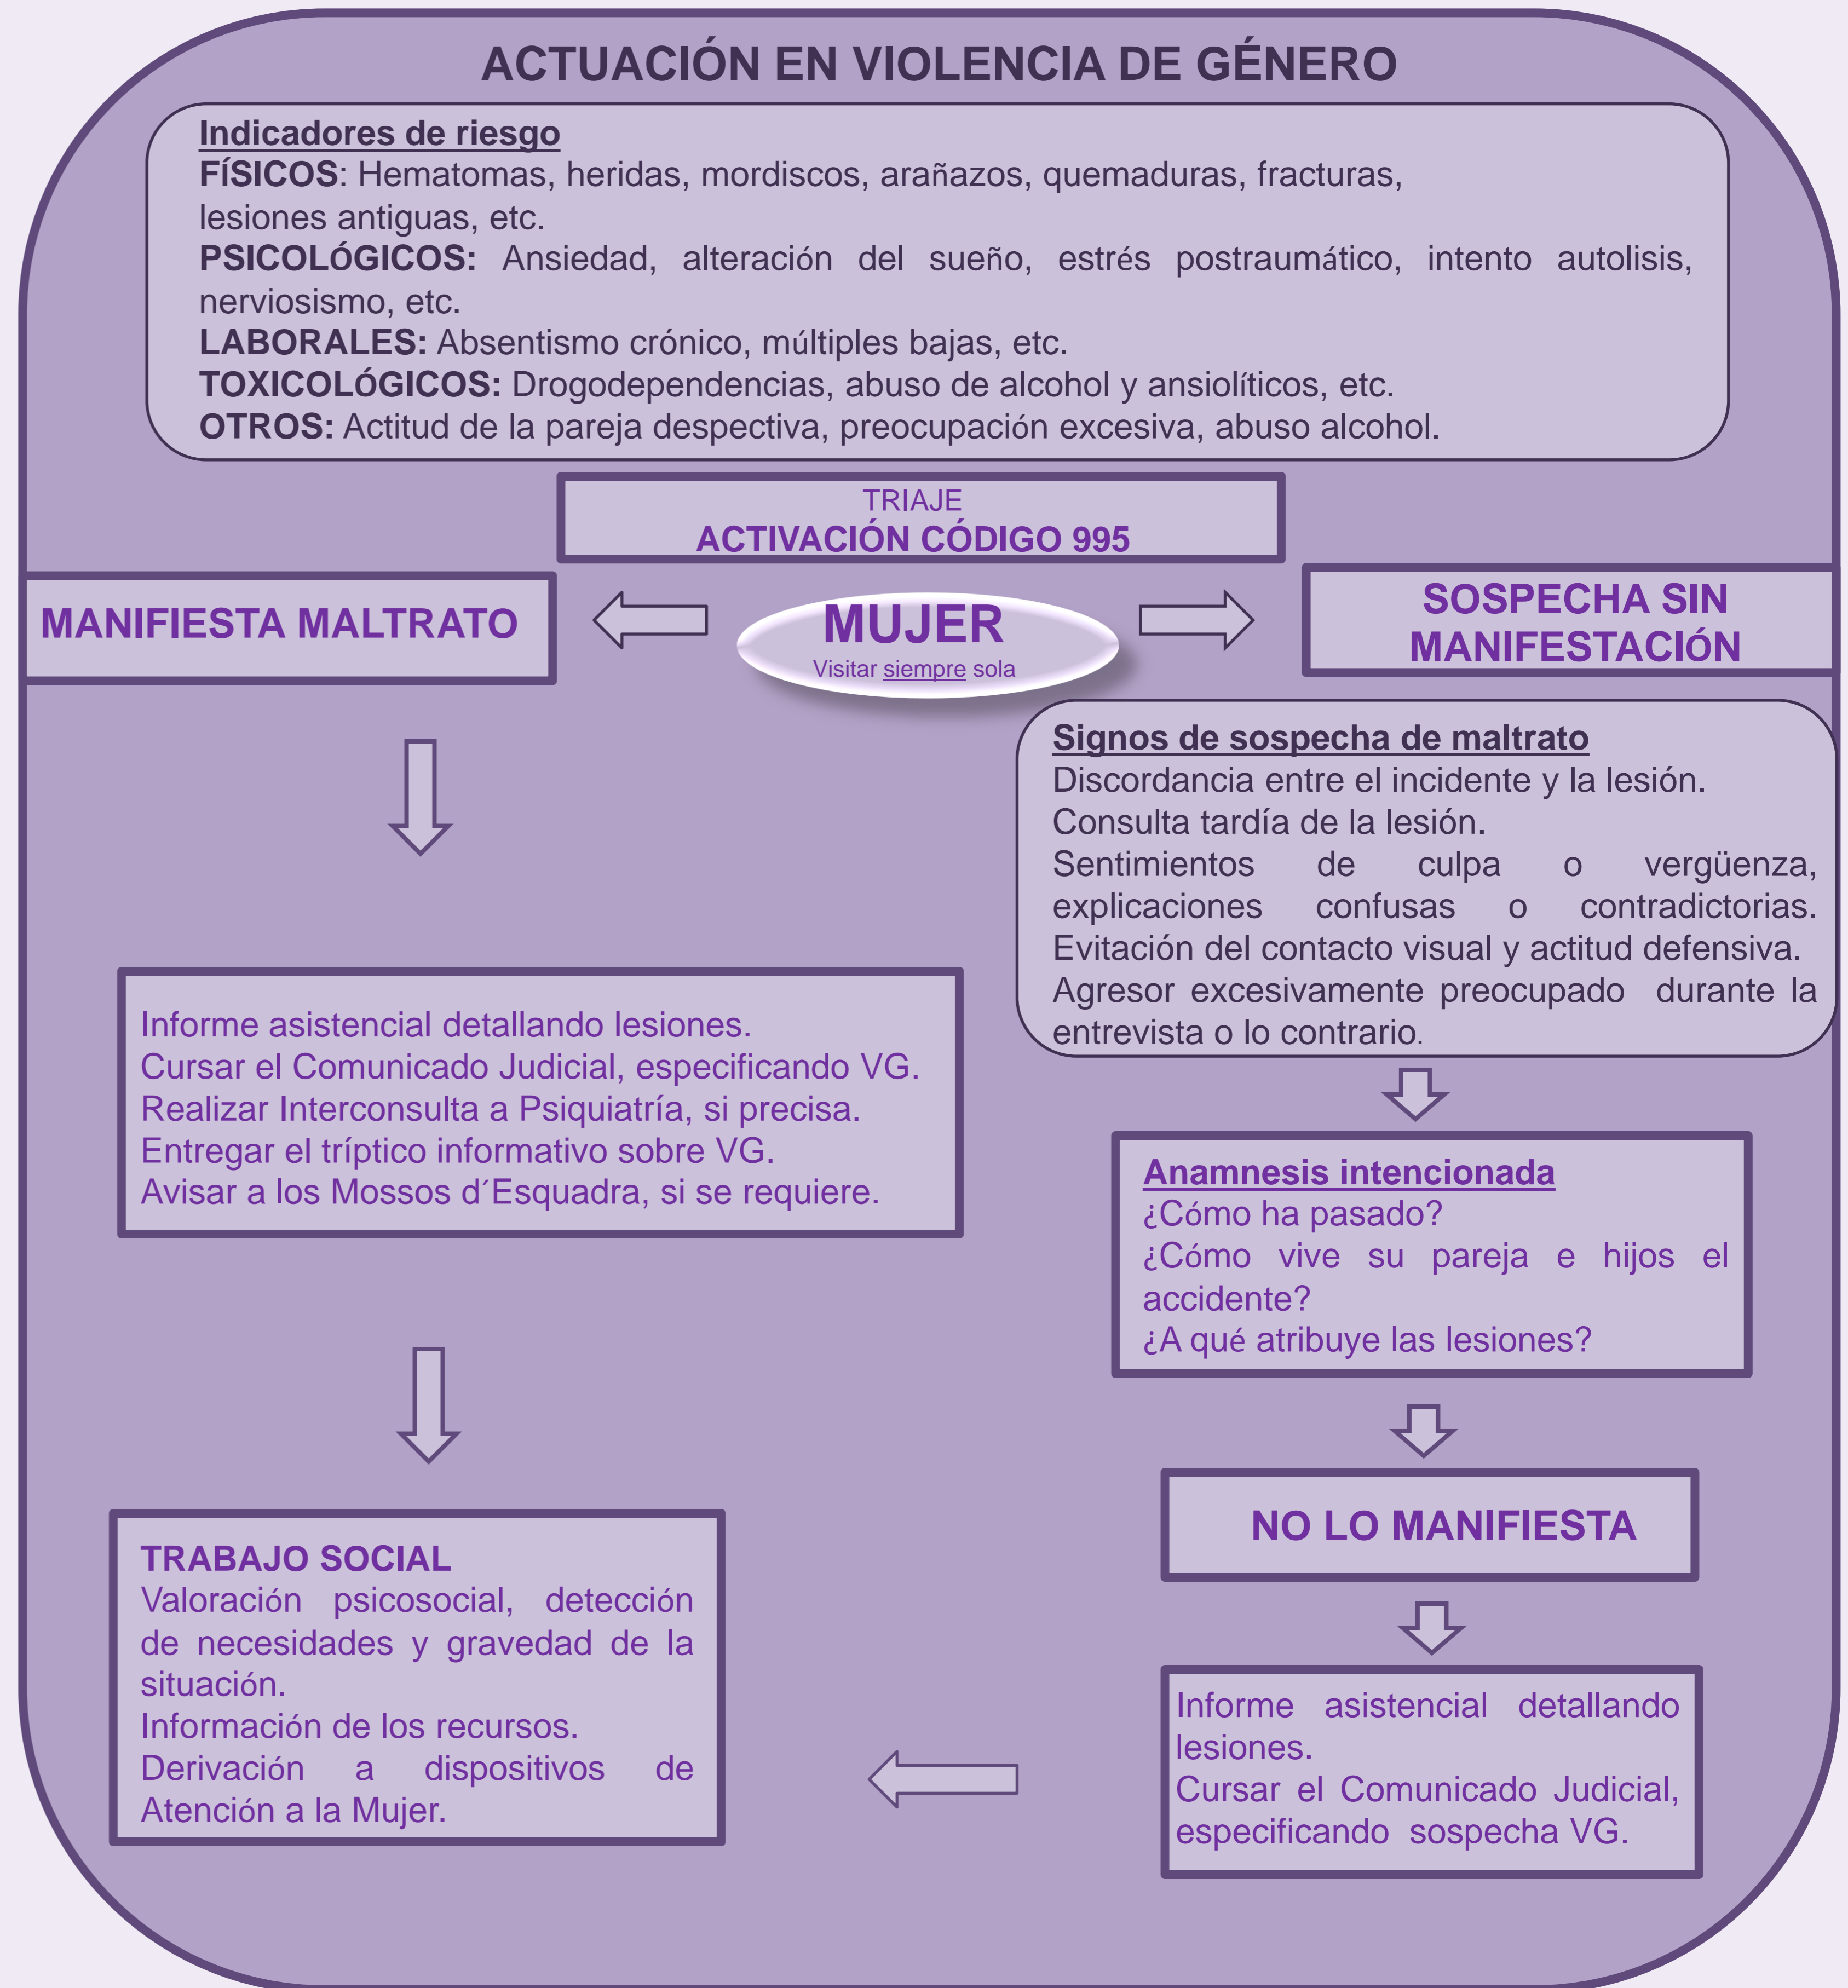 ACTUACIÓN EN VIOLENCIA DE GÉNERO
Indicadores de riesgo
FÍSICOS: Hematomas, heridas, mordiscos, arañazos, quemaduras, fracturas,
lesiones antiguas, etc.
PSICOLÓGICOS: Ansiedad, alteración del sueño, estrés postraumático, intento autolisis,
nerviosismo, etc.
LABORALES: Absentismo crónico, múltiples bajas, etc.
TOXICOLÓGICOS: Drogodependencias, abuso de alcohol y ansiolíticos, etc.
OTROS: Actitud de la pareja despectiva, preocupación excesiva, abuso alcohol.
TRIAJE
ACTIVACIÓN CÓDIGO 995
MANIFIESTA MALTRATO
MUJER
Visitar siempre sola
SOSPECHA SIN
MANIFESTACIÓN
Signos de sospecha de maltrato
Discordancia entre el incidente y la lesión.
Consulta tardía de la lesión.
Sentimientos de culpa o vergüenza,
explicaciones confusas o contradictorias.
Evitación del contacto visual y actitud defensiva.
Agresor excesivamente preocupado durante la
entrevista o lo contrario.
Informe asistencial detallando lesiones.
Cursar el Comunicado Judicial, especificando VG.
Realizar Interconsulta a Psiquiatría, si precisa.
Entregar el tríptico informativo sobre VG.
Avisar a los Mossos d´Esquadra, si se requiere.
Anamnesis intencionada
¿Cómo ha pasado?
¿Cómo vive su pareja e hijos el
accidente?
¿A qué atribuye las lesiones?
NO LO MANIFIESTA
TRABAJO SOCIAL
Valoración psicosocial, detección
de necesidades y gravedad de la
situación.
Información de los recursos.
Derivación a dispositivos de
Atención a la Mujer.
Informe asistencial detallando
lesiones.
Cursar el Comunicado Judicial,
especificando sospecha VG.